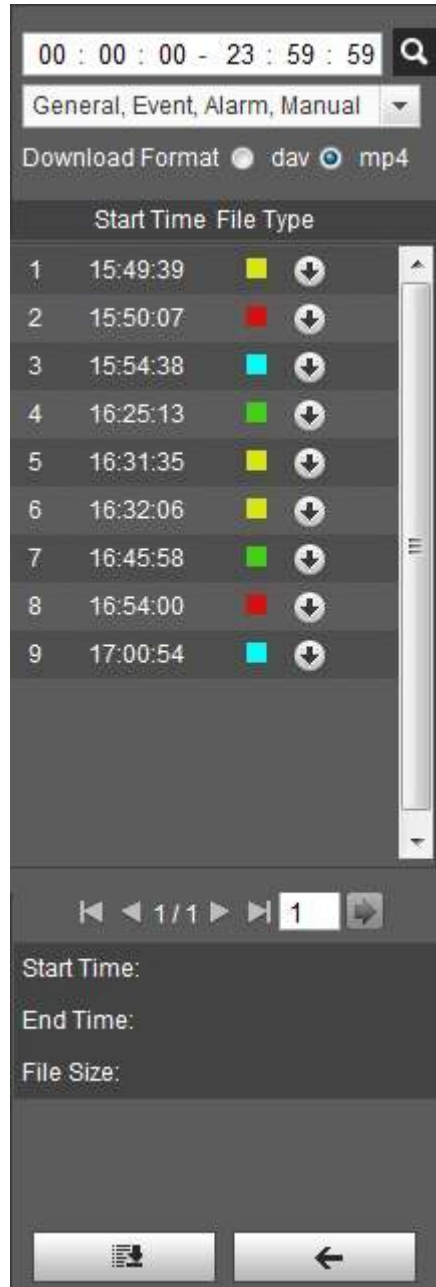 00 : 00 : 00 - 23 : 59 : 59
General, Event, Alarm, Manual
Download Format dav mp4
Start Time File Type
1 15:49:39
2 15:50:07
3 15:54:38
4 16:25:13
5 16:31:35
6 16:32:06
7 16:45:58
8 16:54:00
9 17:00:54
1 / 1 1
Start Time:
End Time:
File Size: